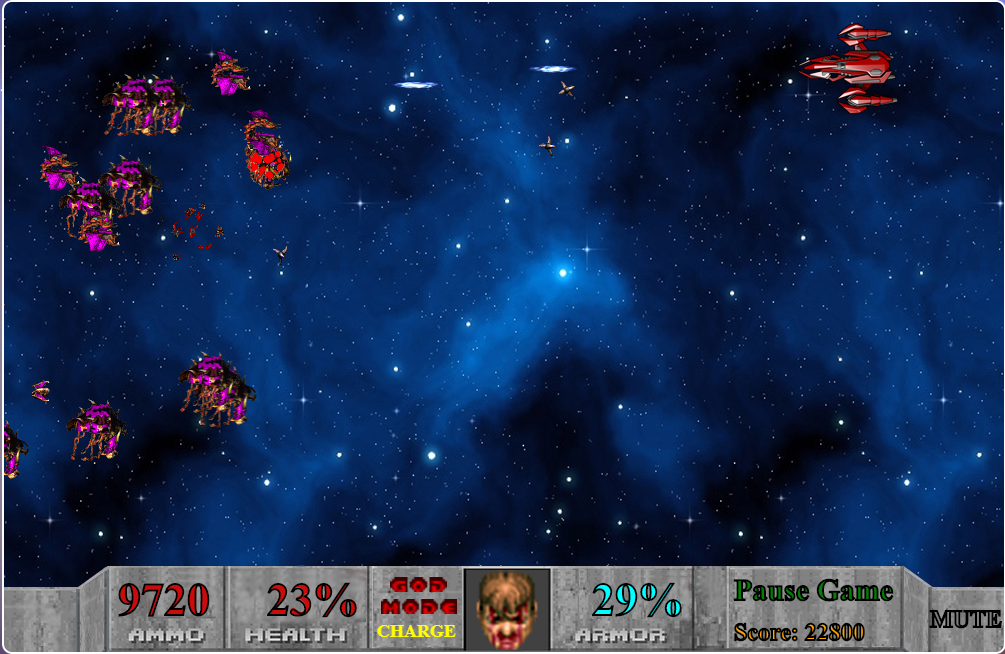 9720
AMMO
23%
HEALTH
GOD
MODE
CHARGE
29%
ARMOR
Pause Game
Score: 22800
MUTE